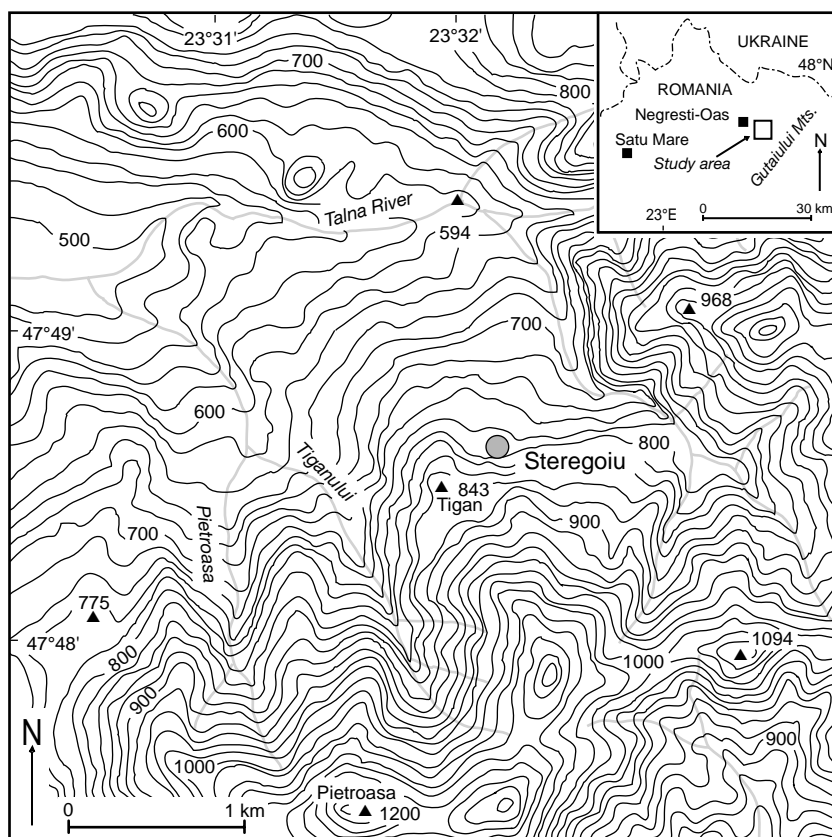 23°31'
23°32'
UKRAINE
48°N
ROMANIA
Negresti-Oas
Satu Mare
Study area
Gutaiului Mts.
N
23°E
0
30 km
700
800
600
Talna River
594
500
968
47°49'
700
600
800
Steregoiu
Tiganului
843
Tigan
Pietroasa
900
700
775
47°48'
800
1094
1000
900
900
1000
N
Pietroasa
1200
0
1 km